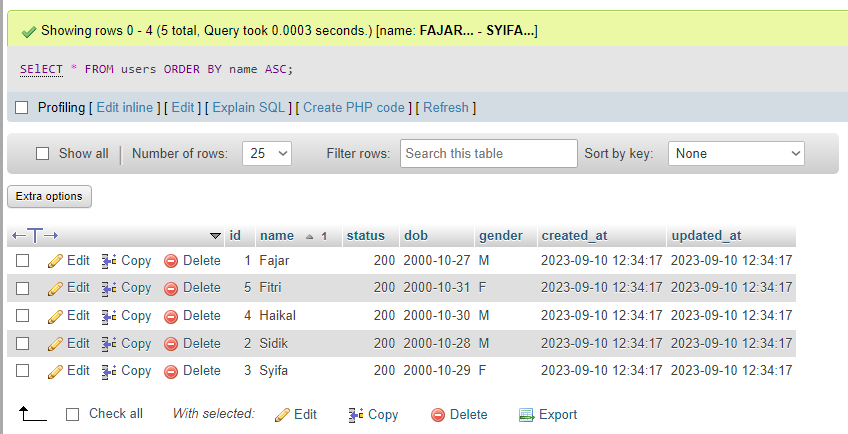 Showing rows 0 - 4 (5 total, Query took 0.0003 seconds.) [name: FAJAR... - SYIFA...]
SElECT * FROM users ORDER BY name ASC;
Profiling [ Edit inline ] [ Edit ] [ Explain SQL ] [ Create PHP code ] [ Refresh ]
Show all Number of rows: 25 Filter rows: Search this table Sort by key: None
Extra options
id name 1 status dob gender created_at updated_at
Edit Copy Delete 1 Fajar 200 2000-10-27 M 2023-09-10 12:34:17 2023-09-10 12:34:17
Edit Copy Delete 5 Fitri 200 2000-10-31 F 2023-09-10 12:34:17 2023-09-10 12:34:17
Edit Copy Delete 4 Haikal 200 2000-10-30 M 2023-09-10 12:34:17 2023-09-10 12:34:17
Edit Copy Delete 2 Sidik 200 2000-10-28 M 2023-09-10 12:34:17 2023-09-10 12:34:17
Edit Copy Delete 3 Syifa 200 2000-10-29 F 2023-09-10 12:34:17 2023-09-10 12:34:17
Check all With selected: Edit Copy Delete Export